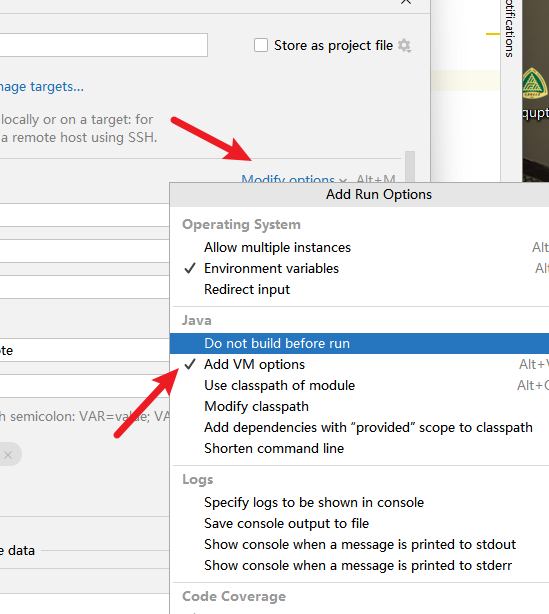 Store as project file
nage targets...
locally or on a target: for
a remote host using SSH.
Modify options
Alt+M
Add Run Options
Operating System
Allow multiple instances
Alt
Environment variables
Alt
Redirect input
Java
Do not build before run
Add VM options
Alt+V
Use classpath of module
Alt+O
Modify classpath
Add dependencies with “provided” scope to classpath
Shorten command line
Logs
Specify logs to be shown in console
Save console output to file
Show console when a message is printed to stdout
Show console when a message is printed to stderr
Code Coverage
ote
h semicolon: VAR=value; VA
e data
otifications
qupt